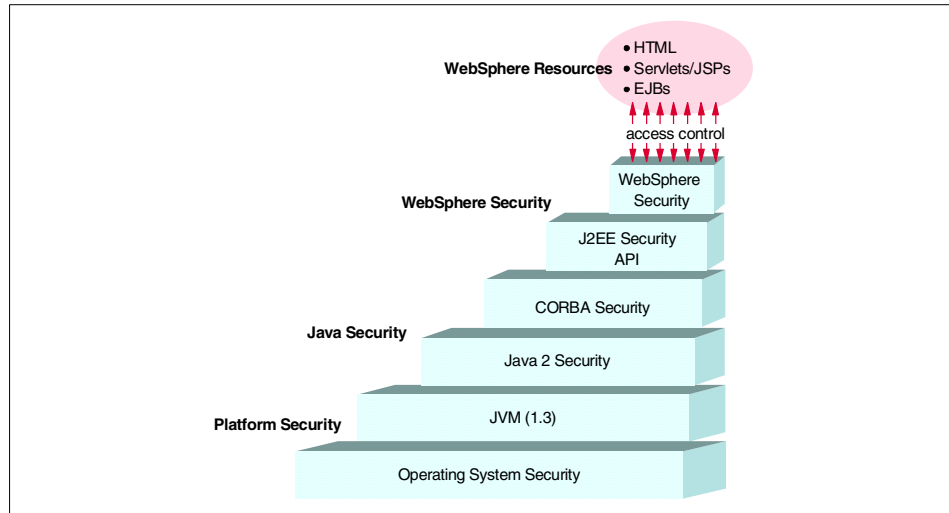 • HTML
WebSphere Resources
• Servlets/JSPs
• EJBs
access control
WebSphere
Security
WebSphere Security
J2EE Security
API
CORBA Security
Java Security
Java 2 Security
JVM (1.3)
Platform Security
Operating System Security